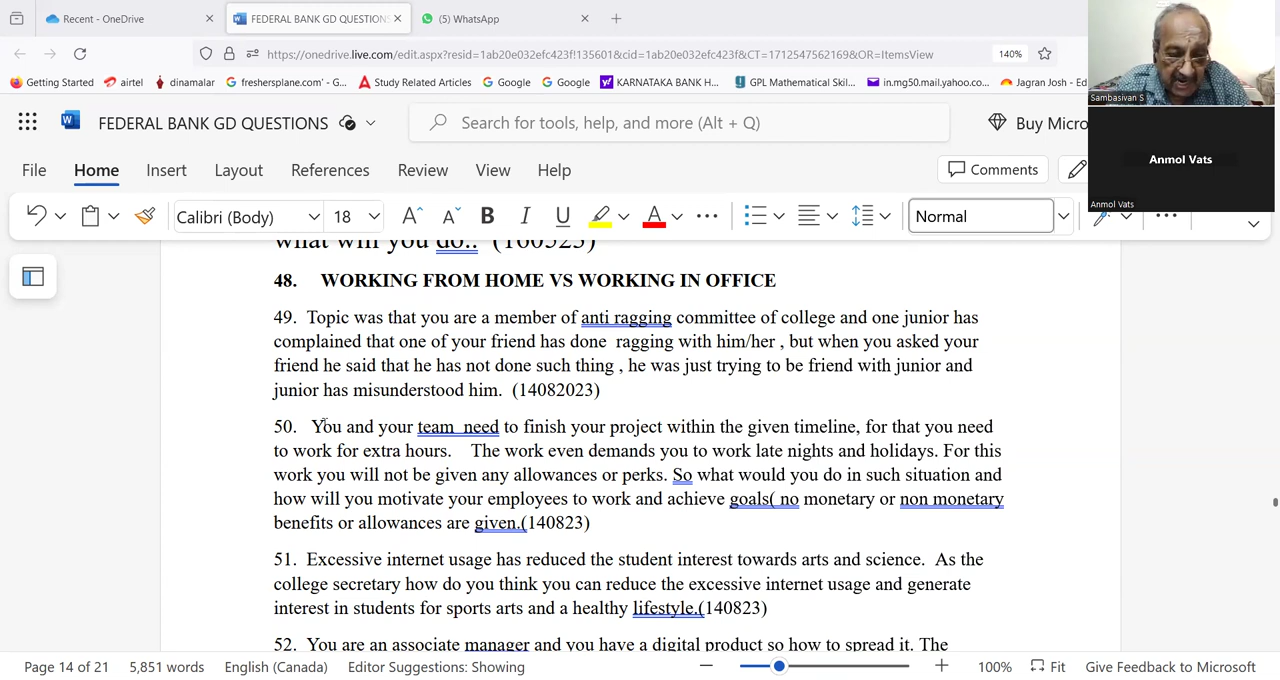 Recent - OneDrive
FEDERAL BANK GD QUESTIONS
(5) WhatsApp
https://onedrive.live.com/edit.aspx?resid=1ab20e032efc423f!135601&cid=1ab20e032efc423f&CT=1712547562169&OR=ItemsView
140%
Getting Started
airtel
dinamalar
freshersplane.com' - G...
Study Related Articles
Google
Google
KARNATAKA BANK H...
GPL Mathematical Skil...
in.mg50.mail.yahoo.co...
Jagran Josh - Ed
Sambasivan S
FEDERAL BANK GD QUESTIONS
Search for tools, help, and more (Alt + Q)
Buy Micro
Anmol Vats
Anmol Vats
File Home Insert Layout References Review View Help
Comments
Calibri (Body) 18
Normal
what will you do.. (160523)
48. WORKING FROM HOME VS WORKING IN OFFICE
49. Topic was that you are a member of anti ragging committee of college and one junior has
complained that one of your friend has done ragging with him/her , but when you asked your
friend he said that he has not done such thing , he was just trying to be friend with junior and
junior has misunderstood him. (14082023)
50. You and your team need to finish your project within the given timeline, for that you need
to work for extra hours. The work even demands you to work late nights and holidays. For this
work you will not be given any allowances or perks. So what would you do in such situation and
how will you motivate your employees to work and achieve goals( no monetary or non monetary
benefits or allowances are given.(140823)
51. Excessive internet usage has reduced the student interest towards arts and science. As the
college secretary how do you think you can reduce the excessive internet usage and generate
interest in students for sports arts and a healthy lifestyle.(140823)
52. You are an associate manager and you have a digital product so how to spread it. The
Page 14 of 21 5,851 words English (Canada) Editor Suggestions: Showing
100% Fit Give Feedback to Microsoft